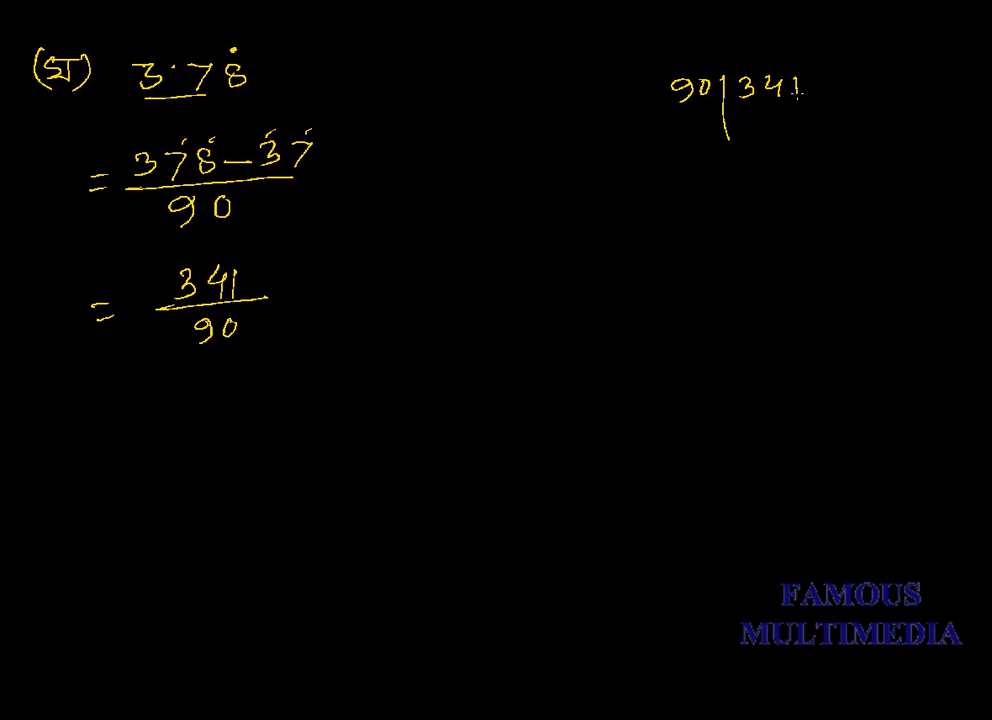 (ঘ) 3.78̇
= 378-37 / 90
= 341 / 90
90 | 341
FAMOUS
MULTIMEDIA